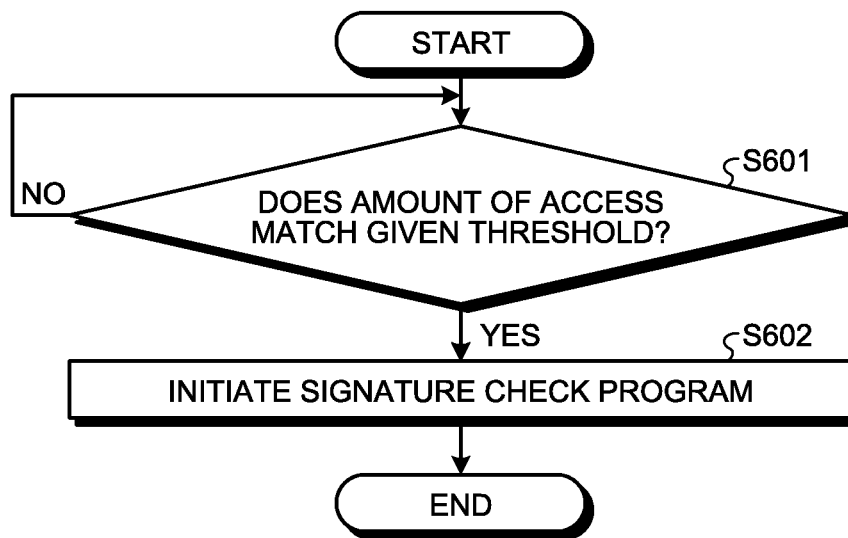 START
S601
NO
DOES AMOUNT OF ACCESS
MATCH GIVEN THRESHOLD?
YES
S602
INITIATE SIGNATURE CHECK PROGRAM
END